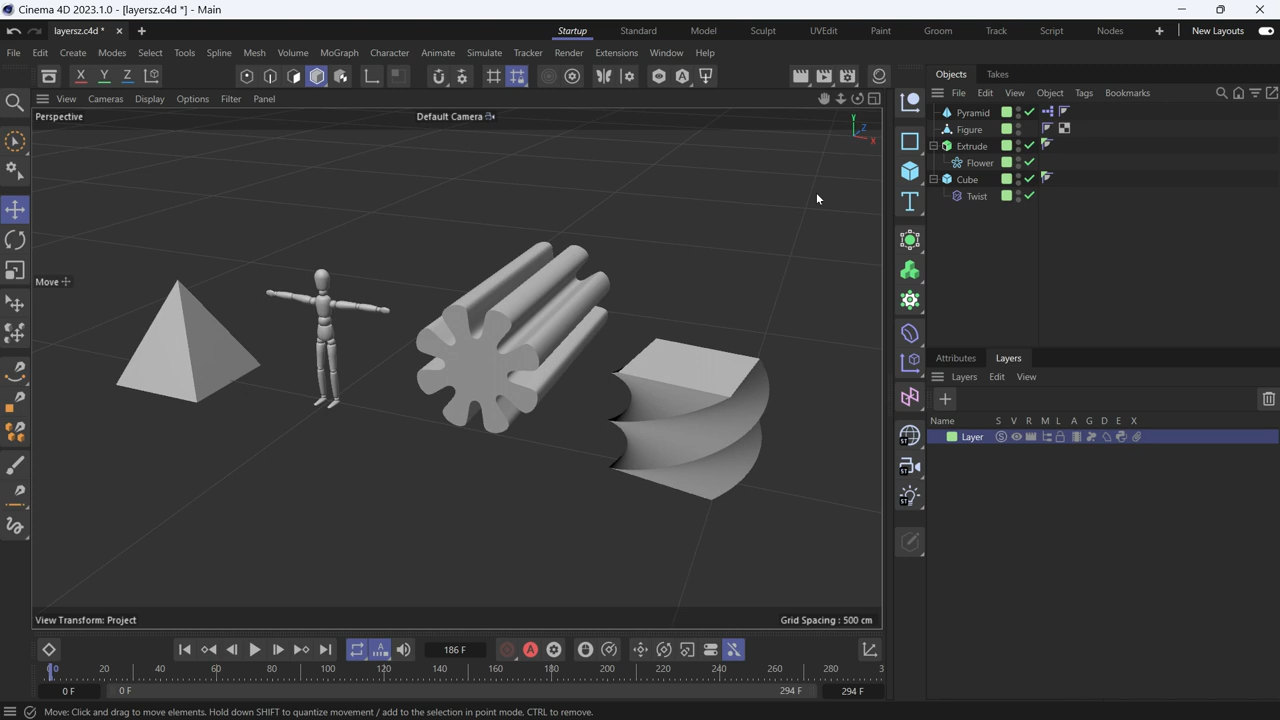 Cinema 4D 2023.1.0 - [layersz.c4d *] - Main
layersz.c4d *
Startup Standard Model Sculpt UVEdit Paint Groom Track Script Nodes New Layouts
File Edit Create Modes Select Tools Spline Mesh Volume MoGraph Character Animate Simulate Tracker Render Extensions Window Help
X Y Z
Objects Takes
View Cameras Display Options Filter Panel
File Edit View Object Tags Bookmarks
Perspective
Default Camera
Y
Z
X
Pyramid
Figure
Extrude
Flower
Cube
Twist
Move
Attributes Layers
Layers Edit View
Name S V R M L A G D E X
Layer
ST
ST
ST
View Transform: Project
Grid Spacing : 500 cm
186 F
0 20 40 60 80 100 120 140 160 180 200 220 240 260 280 3
0 F
0 F
294 F
294 F
Move: Click and drag to move elements. Hold down SHIFT to quantize movement / add to the selection in point mode, CTRL to remove.